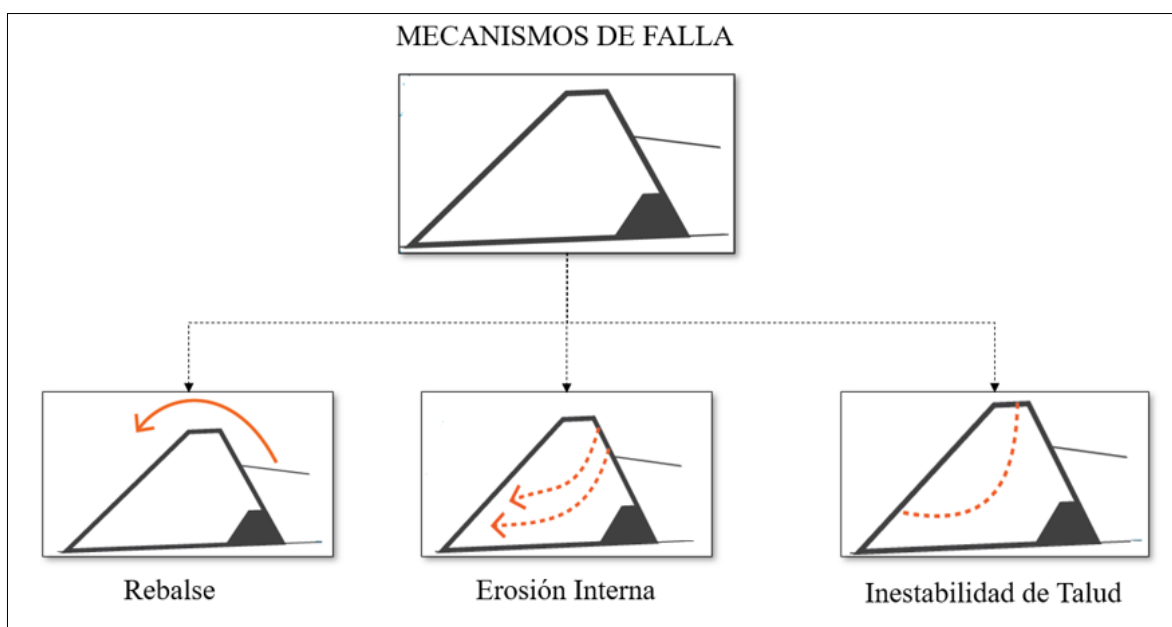 MECANISMOS DE FALLA
Rebalse
Erosión Interna
Inestabilidad de Talud